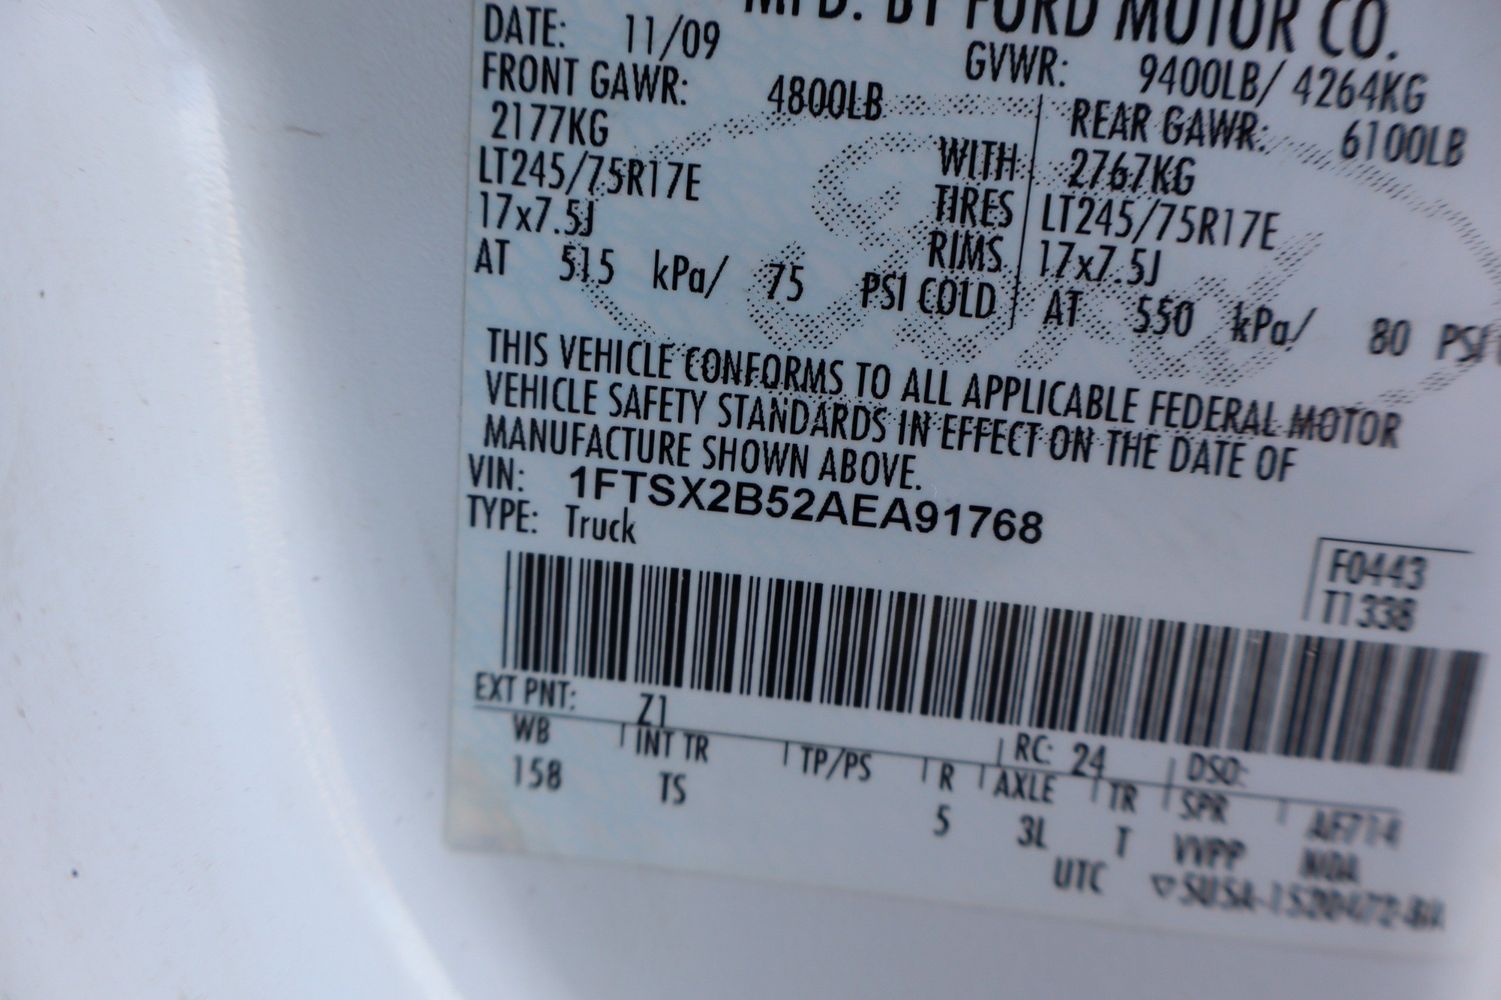 MFD. BY FORD MOTOR CO.
DATE: 11/09 GVWR: 9400LB/ 4264KG
FRONT GAWR: 4800LB REAR GAWR: 6100LB
2177KG WITH 2767KG
LT245/75R17E TIRES LT245/75R17E
17x7.5J RIMS 17x7.5J
AT 515 kPa/ 75 PSI COLD AT 550 kPa/ 80 PSI
THIS VEHICLE CONFORMS TO ALL APPLICABLE FEDERAL MOTOR
VEHICLE SAFETY STANDARDS IN EFFECT ON THE DATE OF
MANUFACTURE SHOWN ABOVE.
VIN: 1FTSX2B52AEA91768
TYPE: Truck
F0443
T1338
EXT PNT: Z1 RC: 24 DSO:
WB INT TR TP/PS R AXLE TR SPR AF714
158 TS 5 3L T VVPP
UTC